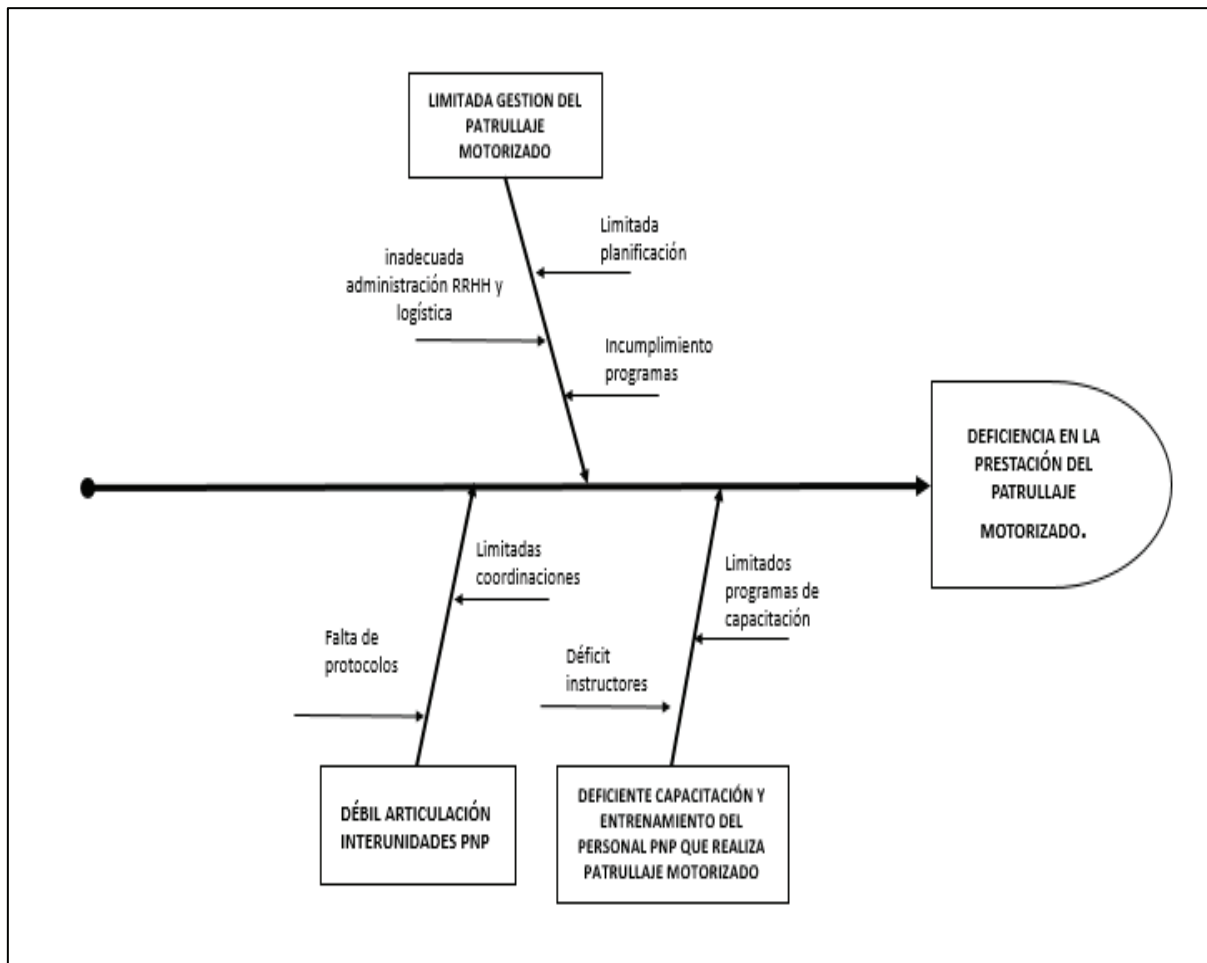 LIMITADA GESTION DEL
PATRULLAJE
MOTORIZADO
Limitada
planificación
inadecuada
administración RRHH y
logística
Incumplimiento
programas
DEFICIENCIA EN LA
PRESTACIÓN DEL
PATRULLAJE
MOTORIZADO.
Limitadas
coordinaciones
Falta de
protocolos
Limitados
programas de
capacitación
Déficit
instructores
DÉBIL ARTICULACIÓN
INTERUNIDADES PNP
DEFICIENTE CAPACITACIÓN Y
ENTRENAMIENTO DEL
PERSONAL PNP QUE REALIZA
PATRULLAJE MOTORIZADO